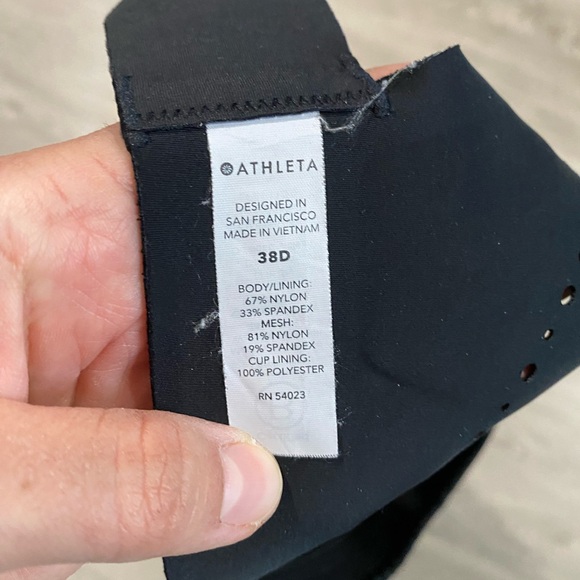 ATHLETA
DESIGNED IN
SAN FRANCISCO
MADE IN VIETNAM
38D
BODY/LINING:
67% NYLON
33% SPANDEX
MESH:
81% NYLON
19% SPANDEX
CUP LINING:
100% POLYESTER
RN 54023